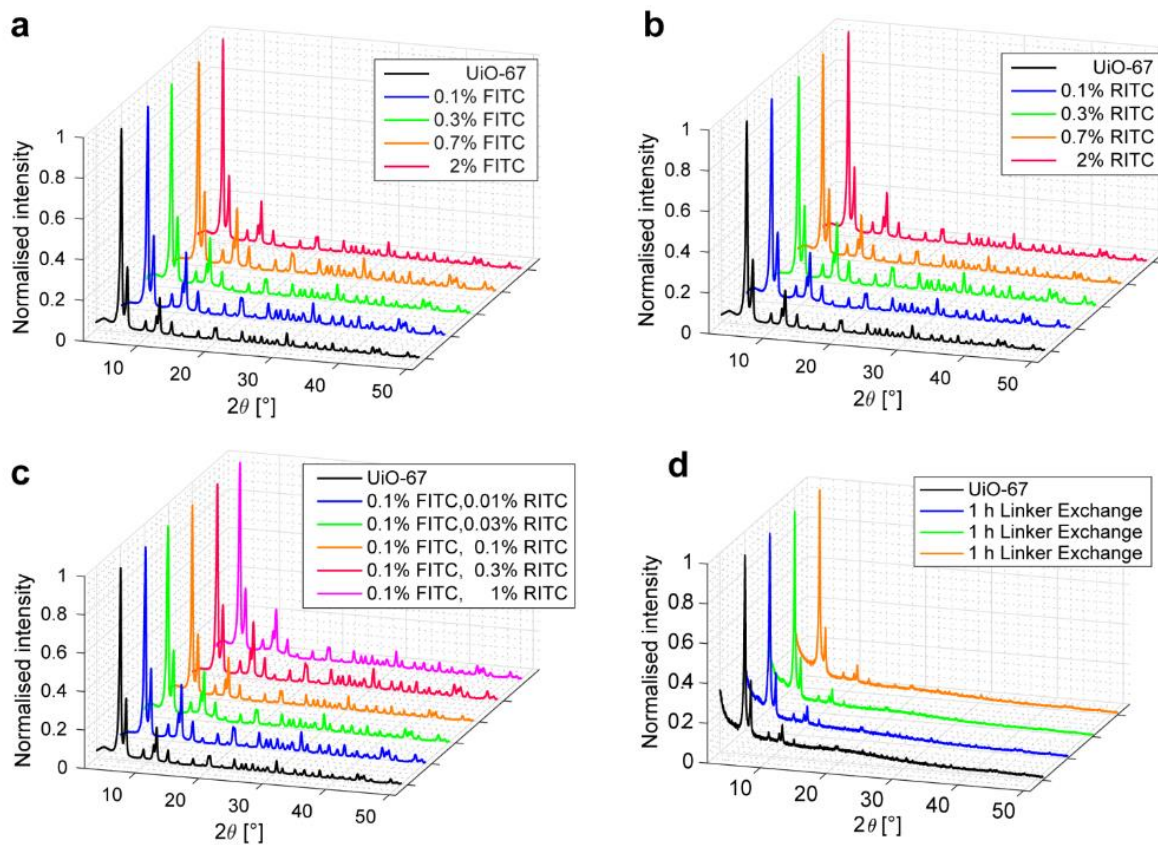 a
UiO-67
0.1% FITC
0.3% FITC
0.7% FITC
2% FITC
Normalised intensity
1
0.8
0.6
0.4
0.2
0
10
20
30
40
50
2θ [°]
b
UiO-67
0.1% RITC
0.3% RITC
0.7% RITC
2% RITC
Normalised intensity
1
0.8
0.6
0.4
0.2
0
10
20
30
40
50
2θ [°]
c
UiO-67
0.1% FITC,0.01% RITC
0.1% FITC,0.03% RITC
0.1% FITC, 0.1% RITC
0.1% FITC, 0.3% RITC
0.1% FITC, 1% RITC
Normalised intensity
1
0.8
0.6
0.4
0.2
0
10
20
30
40
50
2θ [°]
d
UiO-67
1 h Linker Exchange
1 h Linker Exchange
1 h Linker Exchange
Normalised intensity
1
0.8
0.6
0.4
0.2
0
10
20
30
40
50
2θ [°]